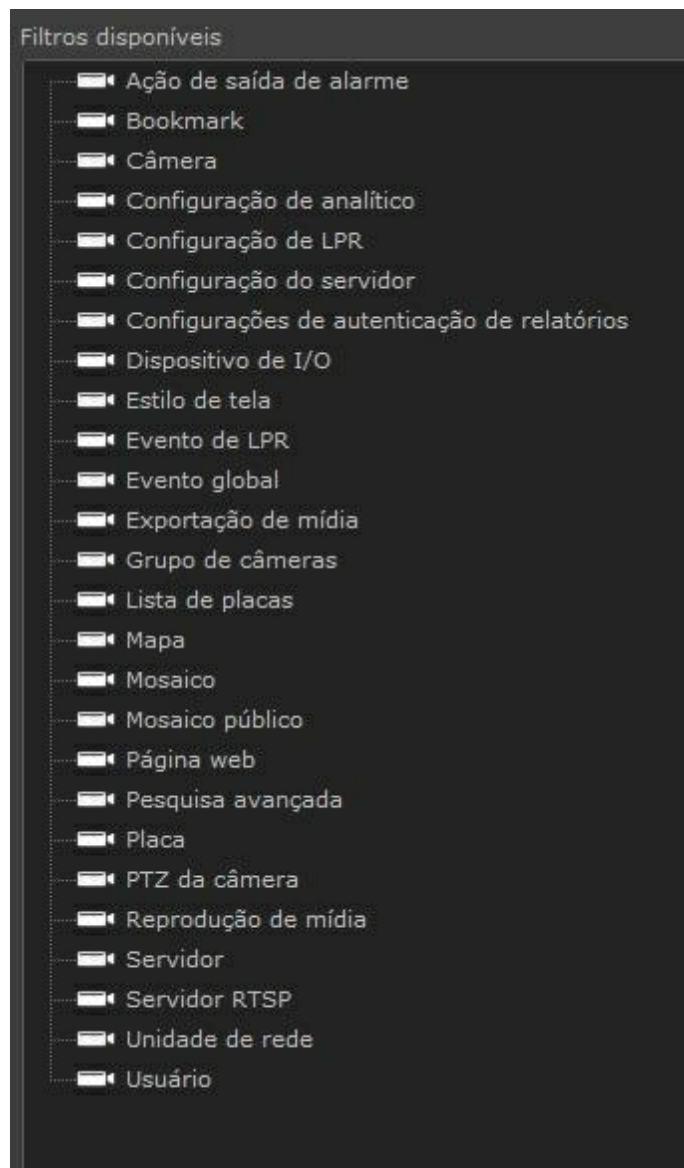 Filtros disponíveis
Ação de saída de alarme
Bookmark
Câmera
Configuração de analítico
Configuração de LPR
Configuração do servidor
Configurações de autenticação de relatórios
Dispositivo de I/O
Estilo de tela
Evento de LPR
Evento global
Exportação de mídia
Grupo de câmeras
Lista de placas
Mapa
Mosaico
Mosaico público
Página web
Pesquisa avançada
Placa
PTZ da câmera
Reprodução de mídia
Servidor
Servidor RTSP
Unidade de rede
Usuário